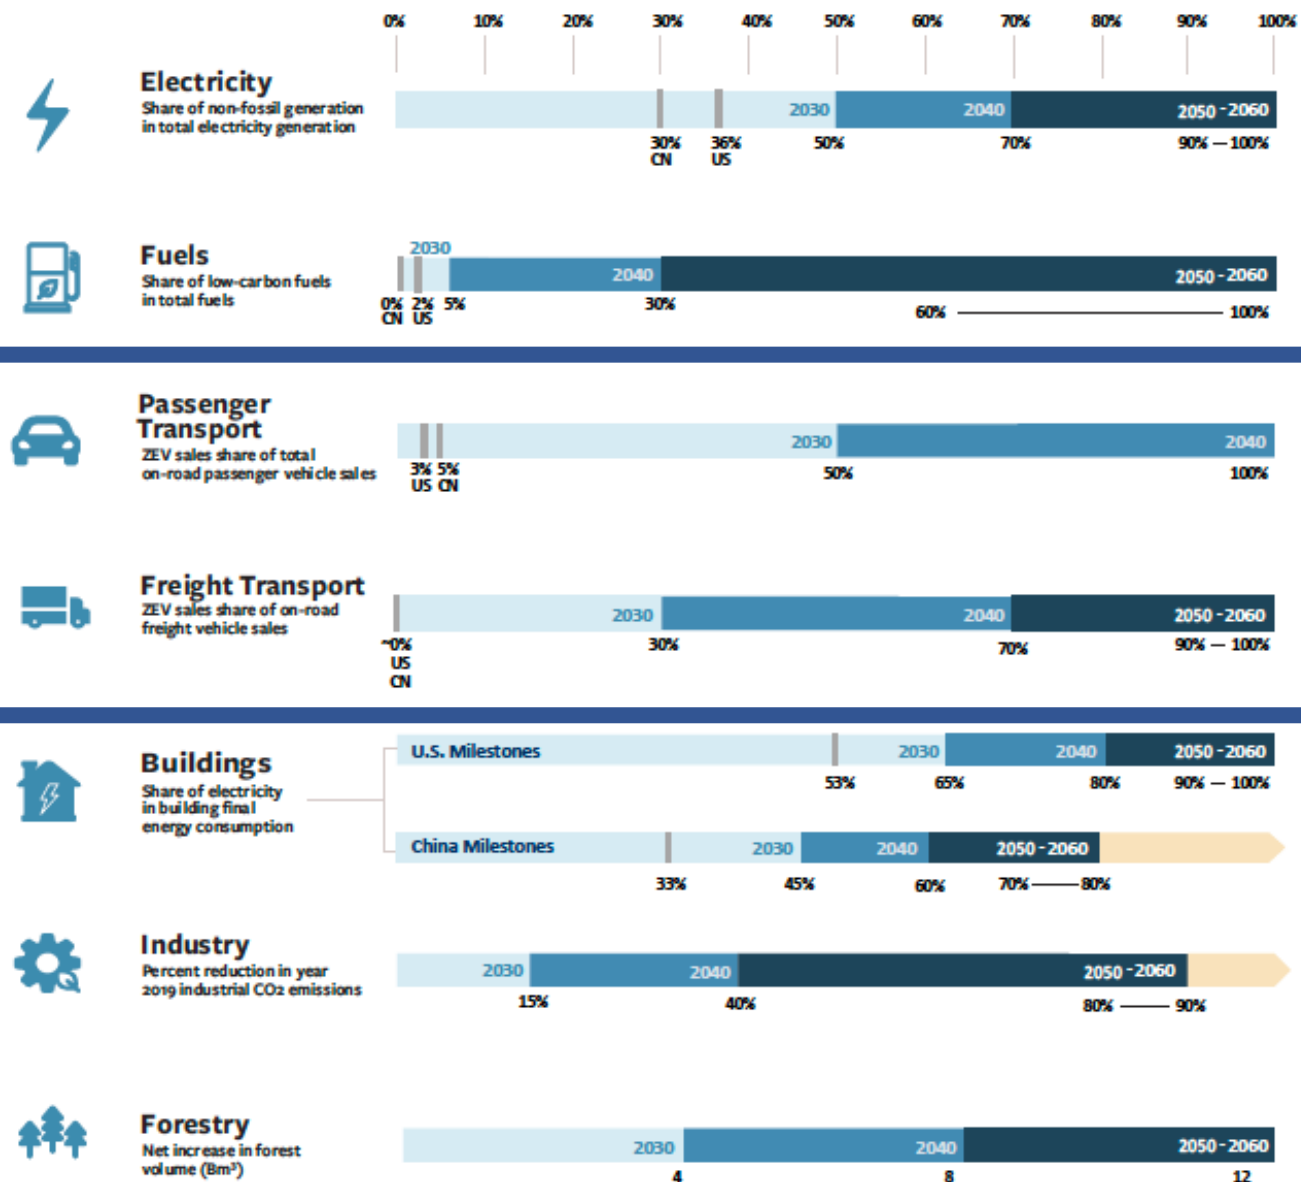 0% 10% 20% 30% 40% 50% 60% 70% 80% 90% 100%
Electricity
Share of non-fossil generation
in total electricity generation
2030 2040 2050-2060
30% 36% 50% 70% 90% — 100%
CN US
Fuels
Share of low-carbon fuels
in total fuels
2030
2040 2050-2060
0% 2% 5% 30% 60% — 100%
CN US
Passenger
Transport
ZEV sales share of total
on-road passenger vehicle sales
2030 2040
3% 5% 50% 100%
US CN
Freight Transport
ZEV sales share of on-road
freight vehicle sales
2030 2040 2050-2060
~0% 30% 70% 90% — 100%
US
CN
Buildings
Share of electricity
in building final
energy consumption
U.S. Milestones 2030 2040 2050-2060
53% 65% 80% 90% — 100%
China Milestones 2030 2040 2050-2060
33% 45% 60% 70% — 80%
Industry
Percent reduction in year
2019 industrial CO2 emissions
2030 2040 2050-2060
15% 40% 80% — 90%
Forestry
Net increase in forest
volume (Bm³)
2030 2040 2050-2060
4 8 12